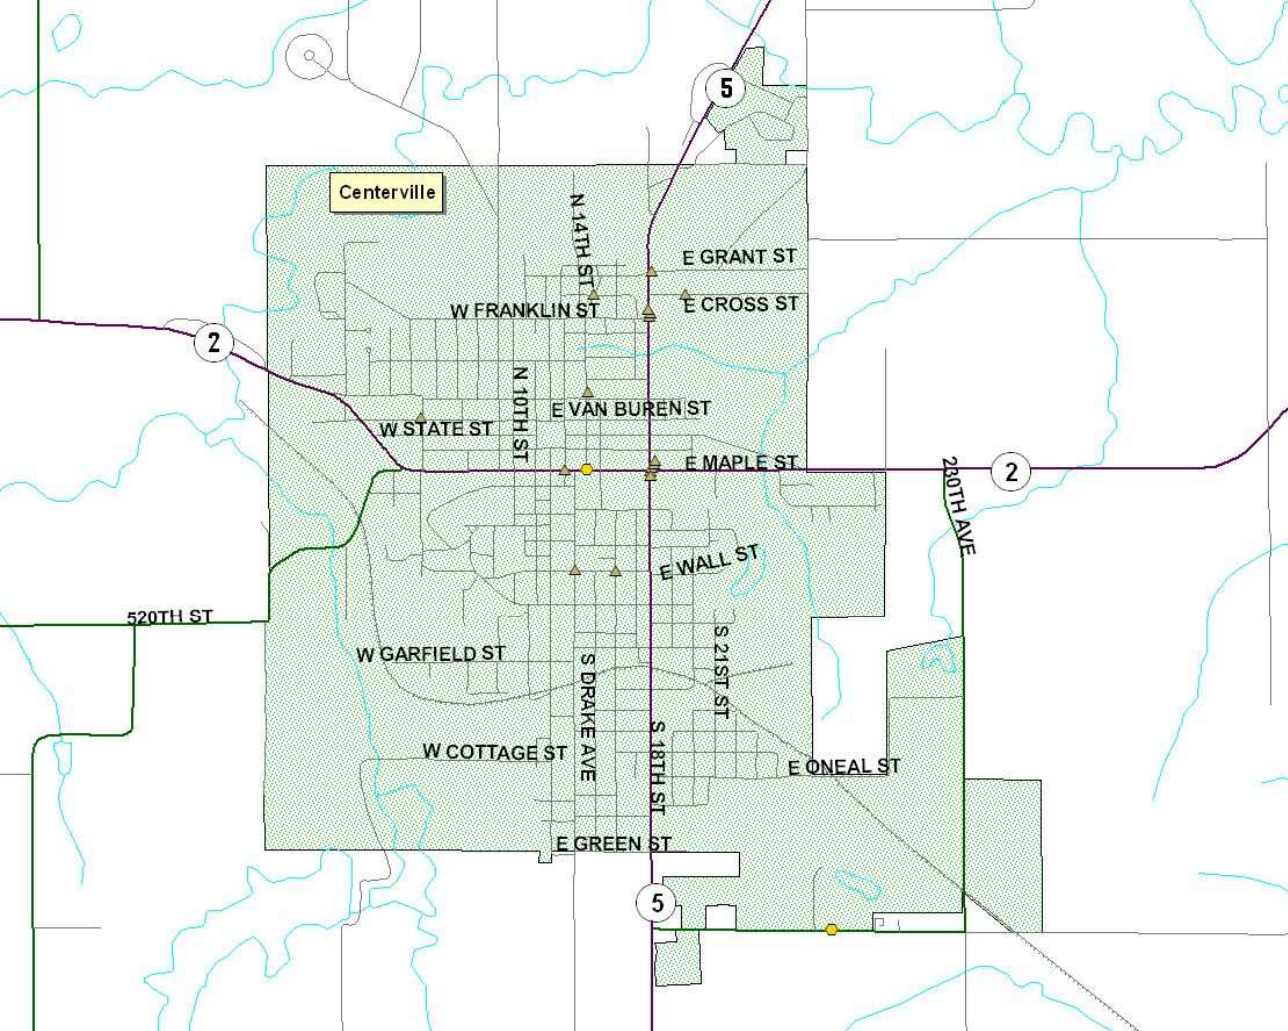 5
Centerville
N 14TH ST
E GRANT ST
W FRANKLIN ST
E CROSS ST
2
N 10TH ST
E VAN BUREN ST
W STATE ST
E MAPLE ST
2
230TH AVE
E WALL ST
520TH ST
W GARFIELD ST
S 21ST ST
S DRAKE AVE
S 18TH ST
W COTTAGE ST
E ONEAL ST
E GREEN ST
5